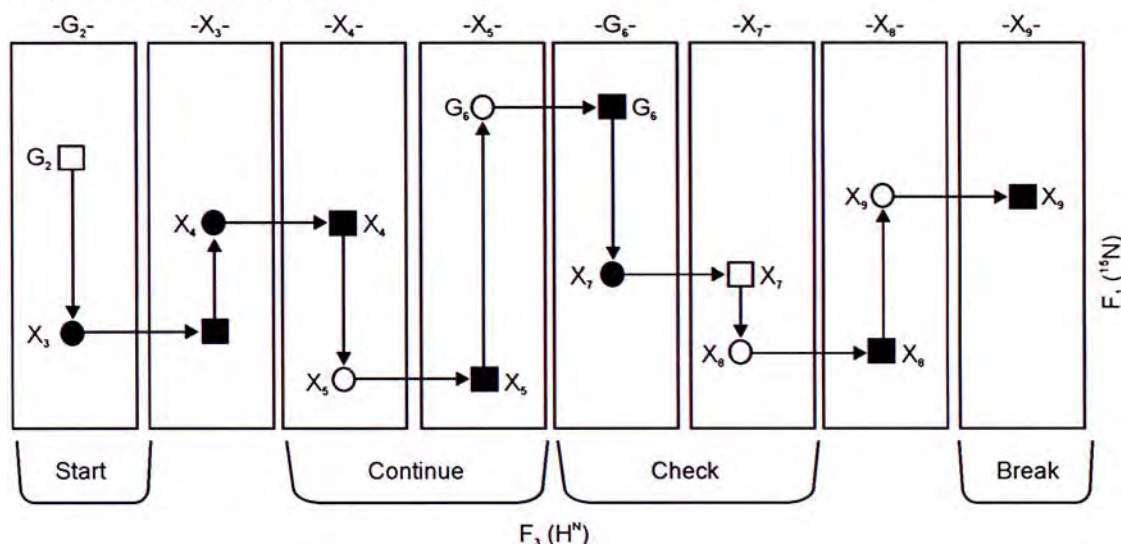 -G₂- -X₃- -X₄- -X₅- -G₆- -X₇- -X₈- -X₉-
G₆ G₆
G₂
X₉ X₉
X₄ X₄
X₇ X₇
X₃
X₈ X₈
X₅ X₅
F₁ (¹⁵N)
Start Continue Check Break
F₃ (Hᴺ)